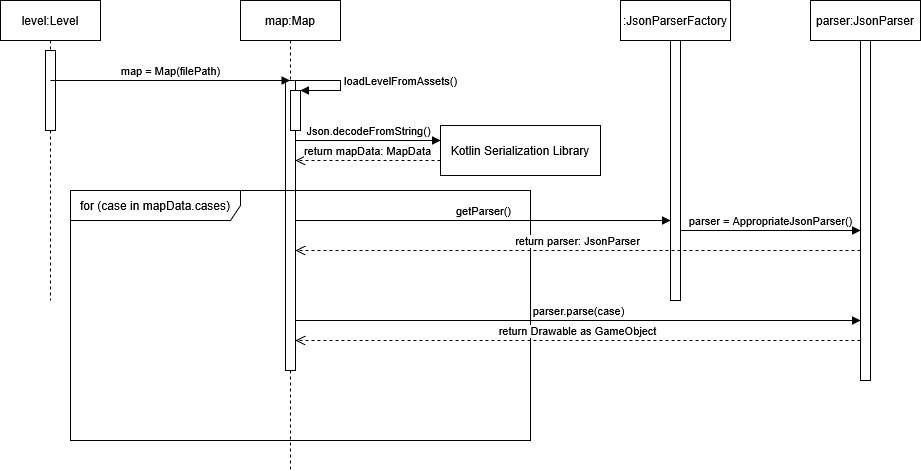 level:Level
map:Map
:JsonParserFactory
parser:JsonParser
map = Map(filePath)
loadLevelFromAssets()
Json.decodeFromString()
Kotlin Serialization Library
return mapData: MapData
for (case in mapData.cases)
getParser()
parser = AppropriateJsonParser()
return parser: JsonParser
parser.parse(case)
return Drawable as GameObject